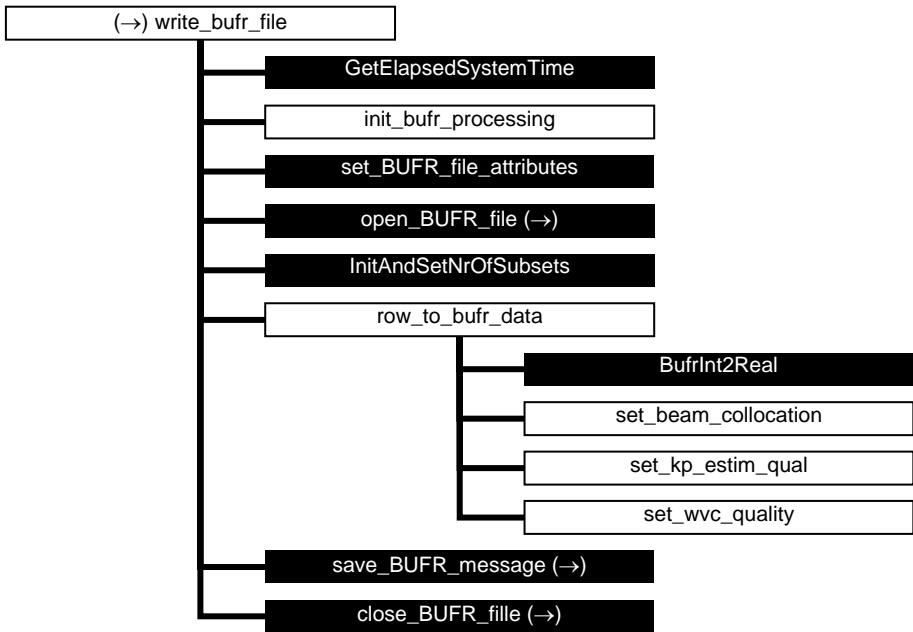 (→) write_bufr_file
GetElapsedSystemTime
init_bufr_processing
set_BUFR_file_attributes
open_BUFR_file (→)
InitAndSetNrOfSubsets
row_to_bufr_data
BufrInt2Real
set_beam_collocation
set_kp_estim_qual
set_wvc_quality
save_BUFR_message (→)
close_BUFR_fille (→)